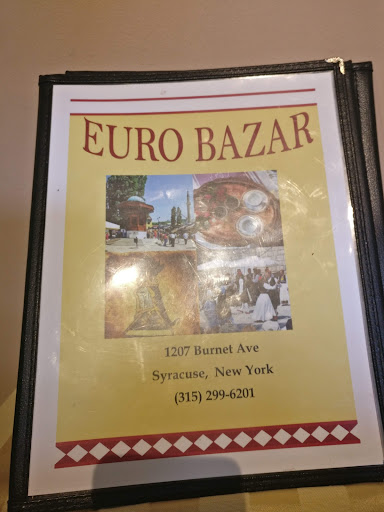 EURO BAZAR
1207 Burnet Ave
Syracuse, New York
(315) 299-6201